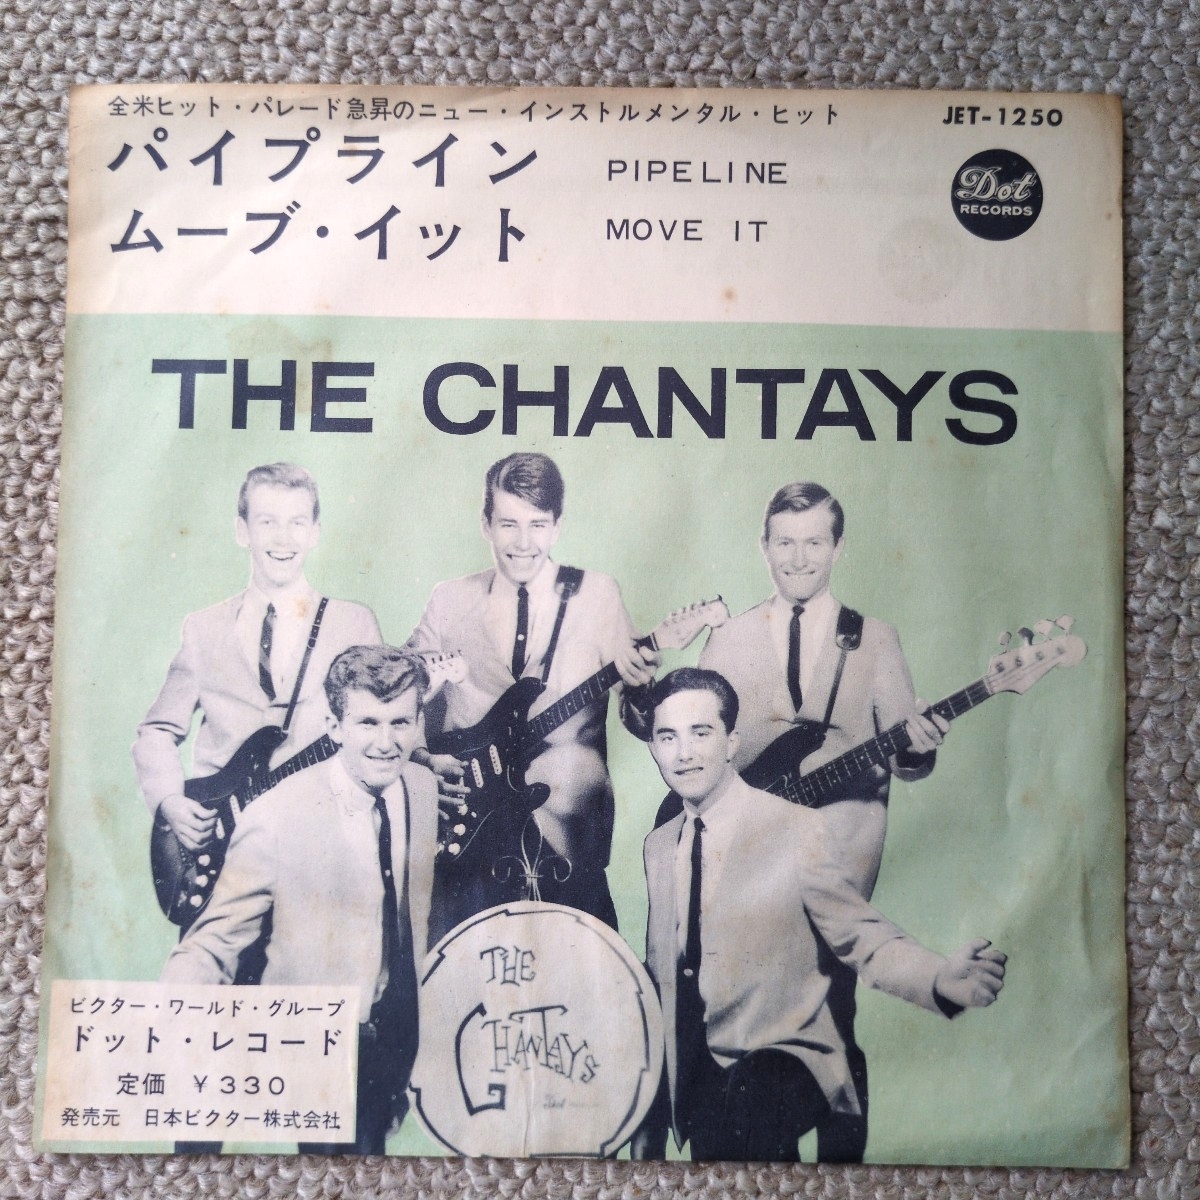 全米ヒット・パレード急昇のニュー・インストルメンタル・ヒット
JET-1250
パイプライン PIPELINE
ムーブ・イット MOVE IT
Dot
RECORDS
THE CHANTAYS
THE
CHANTAYS
ビクター・ワールド・グループ
ドット・レコード
定価 ¥330
発売元 日本ビクター株式会社